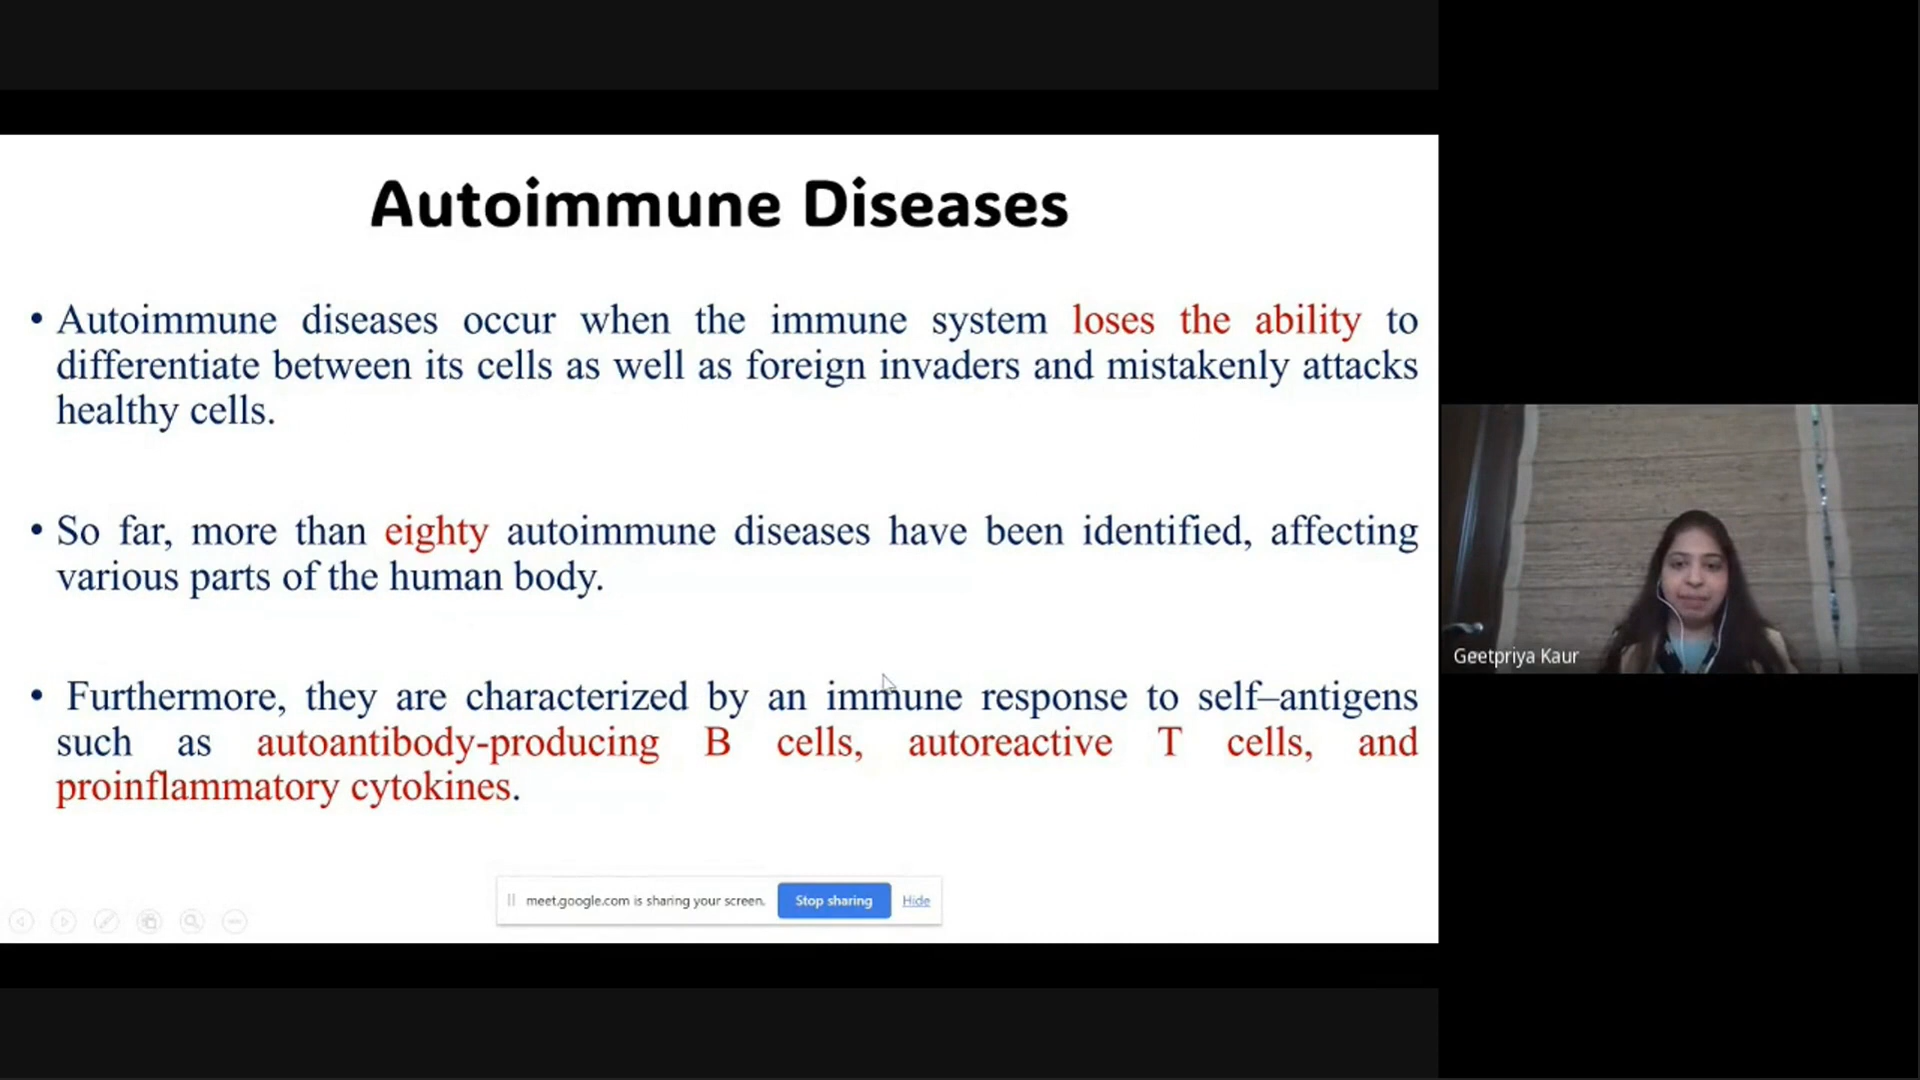 Autoimmune Diseases
• Autoimmune diseases occur when the immune system loses the ability to
differentiate between its cells as well as foreign invaders and mistakenly attacks
healthy cells.
• So far, more than eighty autoimmune diseases have been identified, affecting
various parts of the human body.
• Furthermore, they are characterized by an immune response to self–antigens
such as autoantibody-producing B cells, autoreactive T cells, and
proinflammatory cytokines.
meet.google.com is sharing your screen. Stop sharing Hide
Geetpriya Kaur